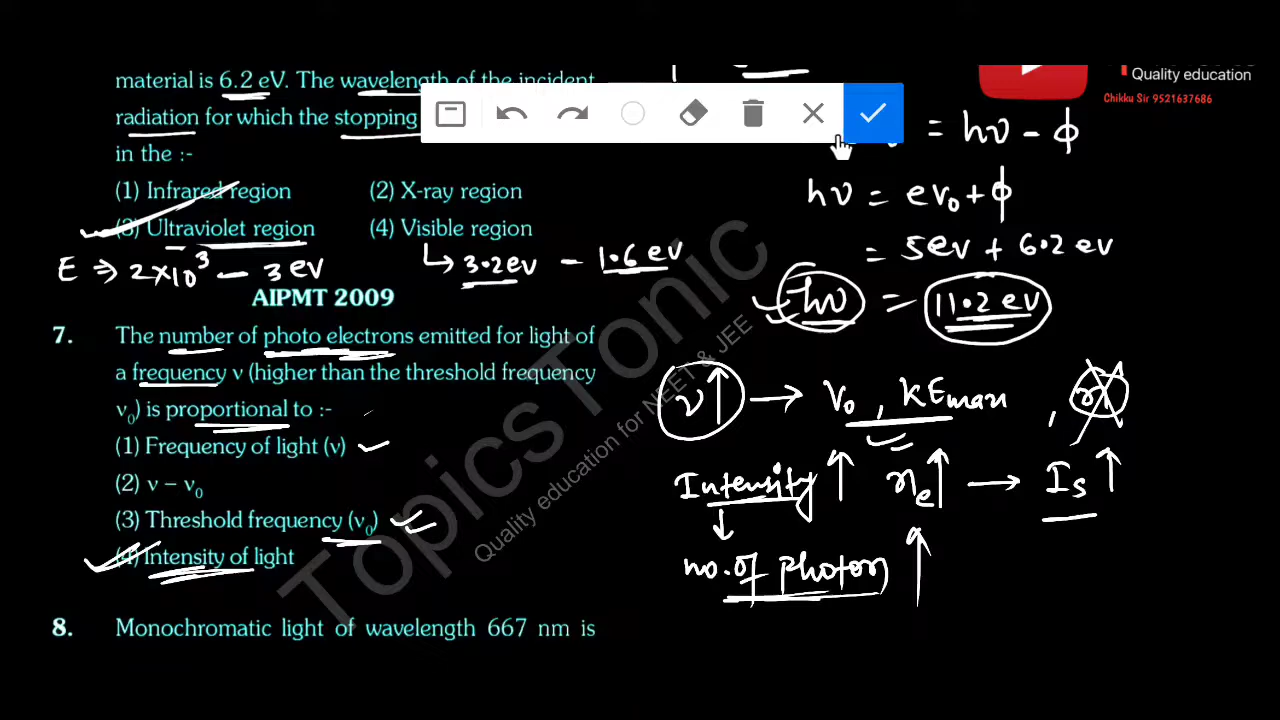 material is 6.2 eV. The wavelength of the incident
radiation for which the stopping
in the :-
(1) Infrared region (2) X-ray region
(3) Ultraviolet region (4) Visible region
E ⇒ 2×10³ – 3 eV ↳ 3.2 eV – 1.6 eV
AIPMT 2009
7. The number of photo electrons emitted for light of
a frequency ν (higher than the threshold frequency
ν₀) is proportional to :-
(1) Frequency of light (ν)
(2) ν – ν₀
(3) Threshold frequency (ν₀)
(4) Intensity of light
8. Monochromatic light of wavelength 667 nm is
Quality education
Chikku Sir 9521637686
= hν – ϕ
hν = eV₀ + ϕ
= 5 eV + 6.2 eV
hν = 11.2 eV
ν↑ → V₀ , KEmax ,
Intensity ↑ ηe ↑ → Is ↑
↓
no. of photon ↑
Topics Tonic
Quality education for NEET & JEE